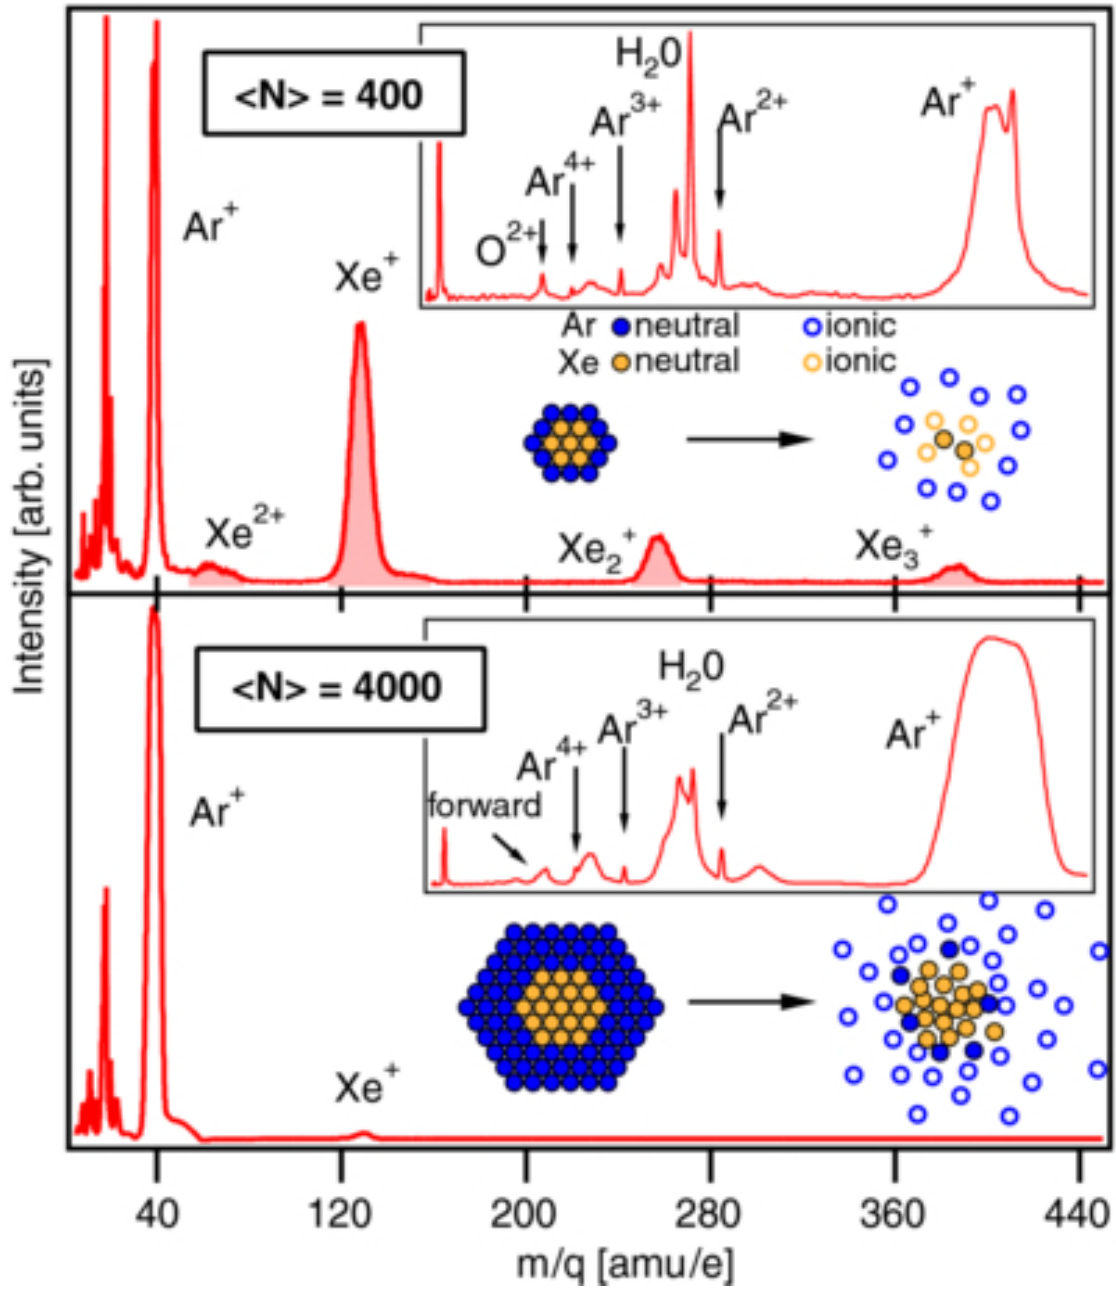 <N> = 400
H₂0
Ar³⁺
Ar²⁺
Ar⁺
Ar⁴⁺
O²⁺
Ar⁺
Xe⁺
Ar neutral ionic
Xe neutral ionic
Xe²⁺
Xe₂⁺
Xe₃⁺
Intensity [arb. units]
<N> = 4000
H₂0
Ar³⁺
Ar²⁺
Ar⁺
Ar⁴⁺
forward
Ar⁺
Xe⁺
40 120 200 280 360 440
m/q [amu/e]